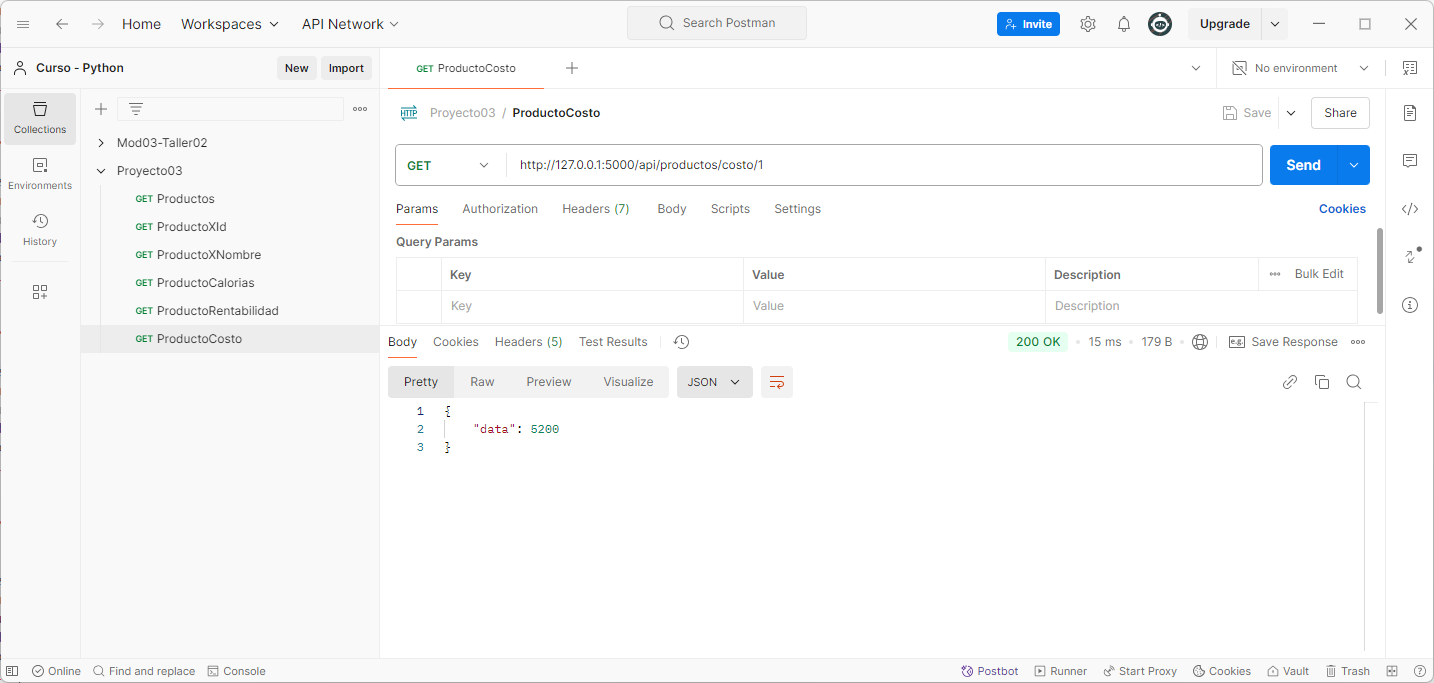 Home Workspaces API Network Search Postman Invite Upgrade
Curso - Python New Import GET ProductoCosto No environment
Collections
Environments
History
Mod03-Taller02
Proyecto03
GET Productos
GET ProductoXId
GET ProductoXNombre
GET ProductoCalorias
GET ProductoRentabilidad
GET ProductoCosto
HTTP Proyecto03 / ProductoCosto Save Share
GET http://127.0.0.1:5000/api/productos/costo/1 Send
Params Authorization Headers (7) Body Scripts Settings Cookies
Query Params
Key Value Description Bulk Edit
Key Value Description
Body Cookies Headers (5) Test Results 200 OK 15 ms 179 B e.g. Save Response
Pretty Raw Preview Visualize JSON
1 {
2 "data": 5200
3 }
Online Find and replace Console Postbot Runner Start Proxy Cookies Vault Trash